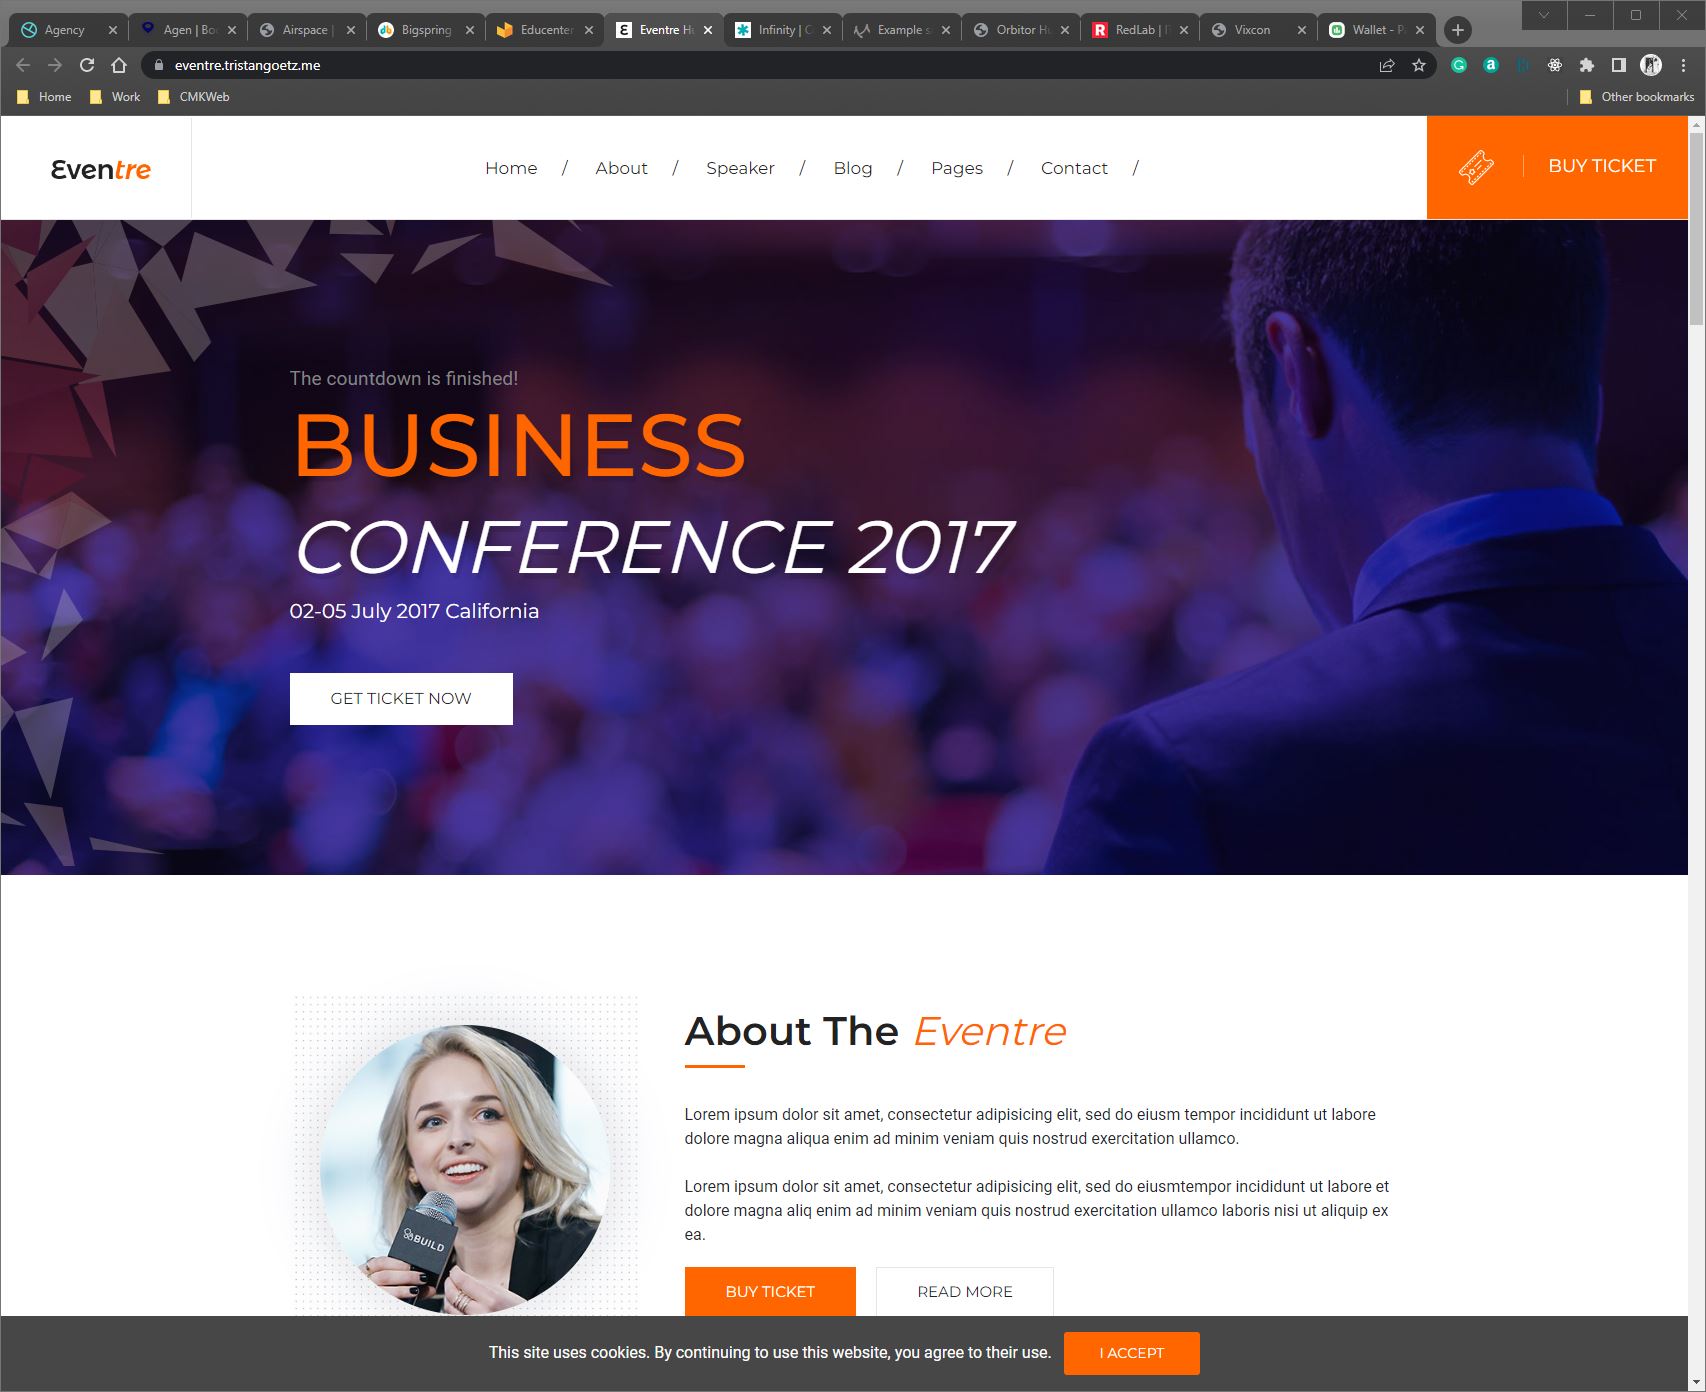 Agency
Agen | Boo
Airspace |
Bigspring
Educenter
Eventre H
Infinity | C
Example s
Orbitor Hu
RedLab |
Vixcon
Wallet - P
eventre.tristangoetz.me
Home
Work
CMKWeb
Other bookmarks
Eventre
Home /
About /
Speaker /
Blog /
Pages /
Contact /
BUY TICKET
The countdown is finished!
BUSINESS
CONFERENCE 2017
02-05 July 2017 California
GET TICKET NOW
About The Eventre
Lorem ipsum dolor sit amet, consectetur adipisicing elit, sed do eiusm tempor incididunt ut labore
dolore magna aliqua enim ad minim veniam quis nostrud exercitation ullamco.
Lorem ipsum dolor sit amet, consectetur adipisicing elit, sed do eiusmtempor incididunt ut labore et
dolore magna aliq enim ad minim veniam quis nostrud exercitation ullamco laboris nisi ut aliquip ex
ea.
BUILD
BUY TICKET
READ MORE
This site uses cookies. By continuing to use this website, you agree to their use.
I ACCEPT